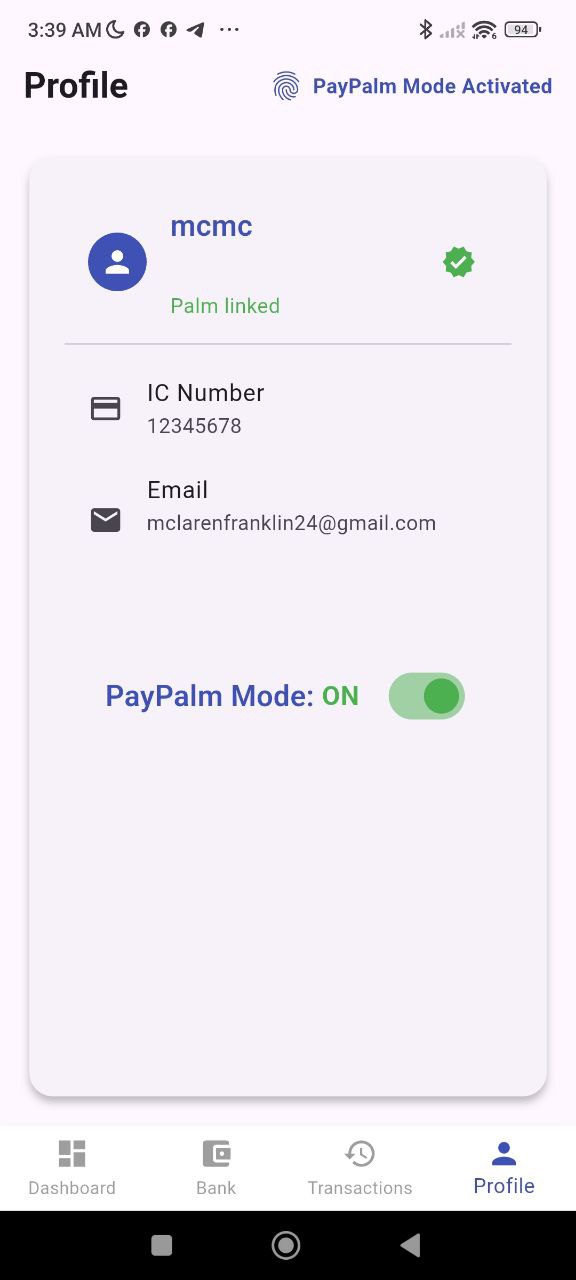 3:39 AM
94
Profile
PayPalm Mode Activated
mcmc
Palm linked
IC Number
12345678
Email
mclarenfranklin24@gmail.com
PayPalm Mode: ON
Dashboard
Bank
Transactions
Profile